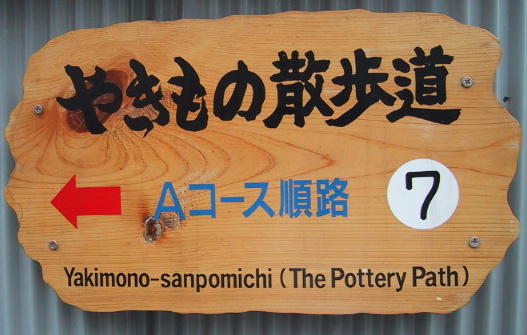 やきもの散歩道
Aコース順路 7
Yakimono-sanpomichi (The Pottery Path)